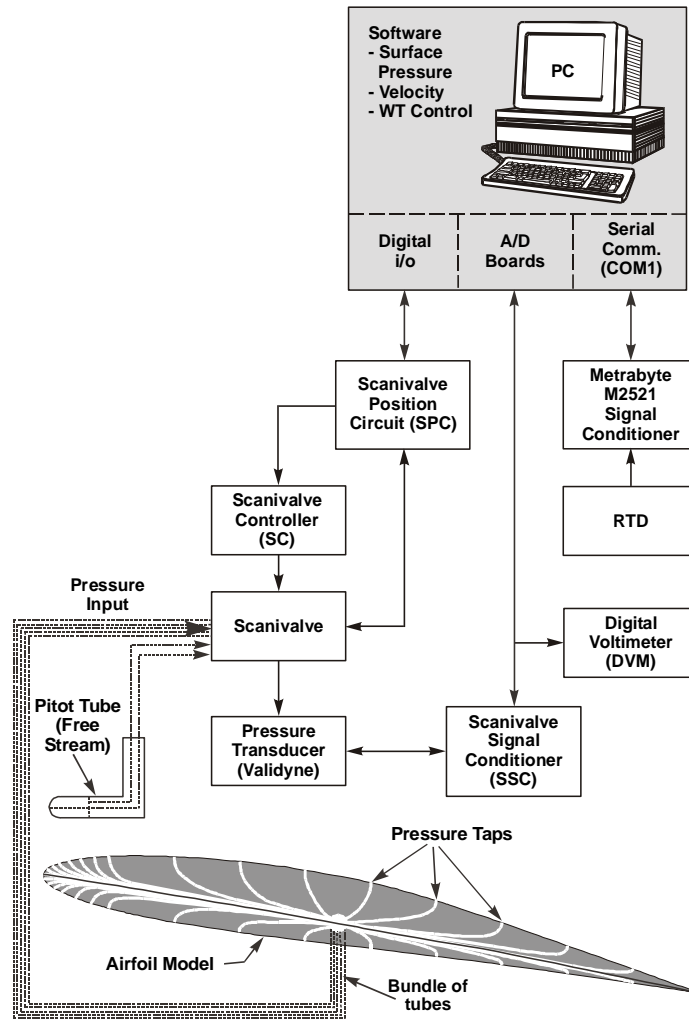 Software
- Surface
Pressure
- Velocity
- WT Control
PC
Digital
i/o
A/D
Boards
Serial
Comm.
(COM1)
Scanivalve
Position
Circuit (SPC)
Metrabyte
M2521
Signal
Conditioner
Scanivalve
Controller
(SC)
RTD
Pressure
Input
Scanivalve
Digital
Voltimeter
(DVM)
Pitot Tube
(Free
Stream)
Pressure
Transducer
(Validyne)
Scanivalve
Signal
Conditioner
(SSC)
Pressure Taps
Airfoil Model
Bundle of
tubes